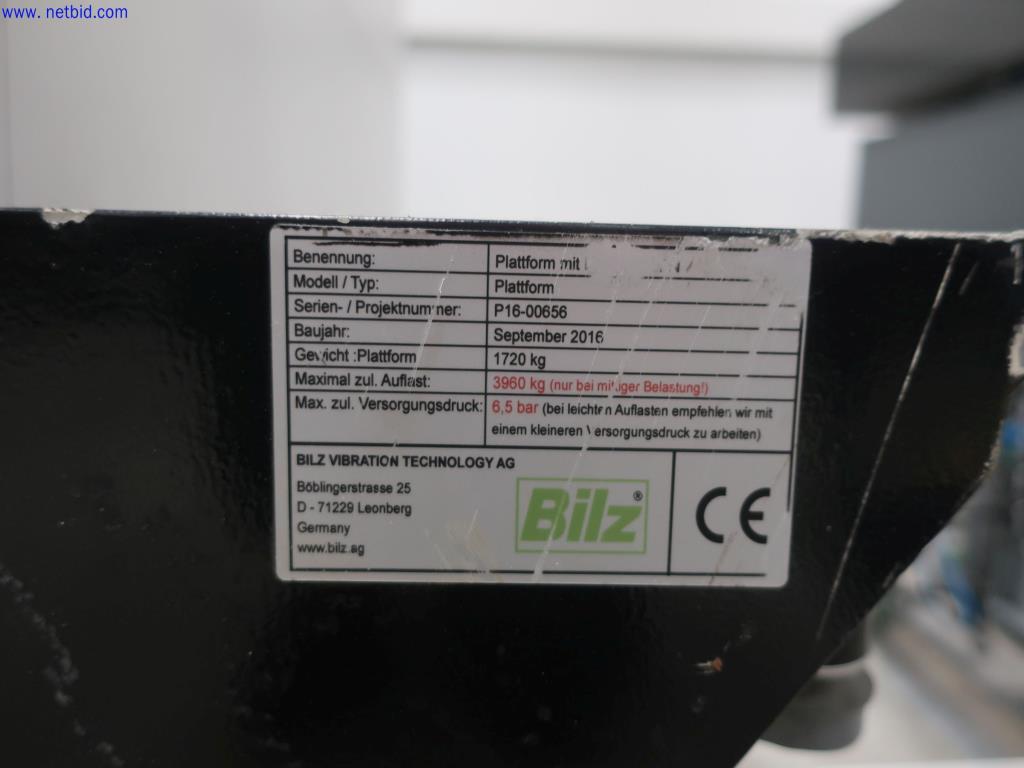 www.netbid.com
Benennung: Plattform mit
Modell / Typ: Plattform
Serien- / Projektnummer: P16-00656
Baujahr: September 2016
Gewicht :Plattform 1720 kg
Maximal zul. Auflast: 3960 kg (nur bei mittiger Belastung!)
Max. zul. Versorgungsdruck: 6,5 bar (bei leichten Auflasten empfehlen wir mit
einem kleineren Versorgungsdruck zu arbeiten)
BILZ VIBRATION TECHNOLOGY AG
Böblingerstrasse 25
D - 71229 Leonberg
Germany
www.bilz.ag
Bilz®
CE